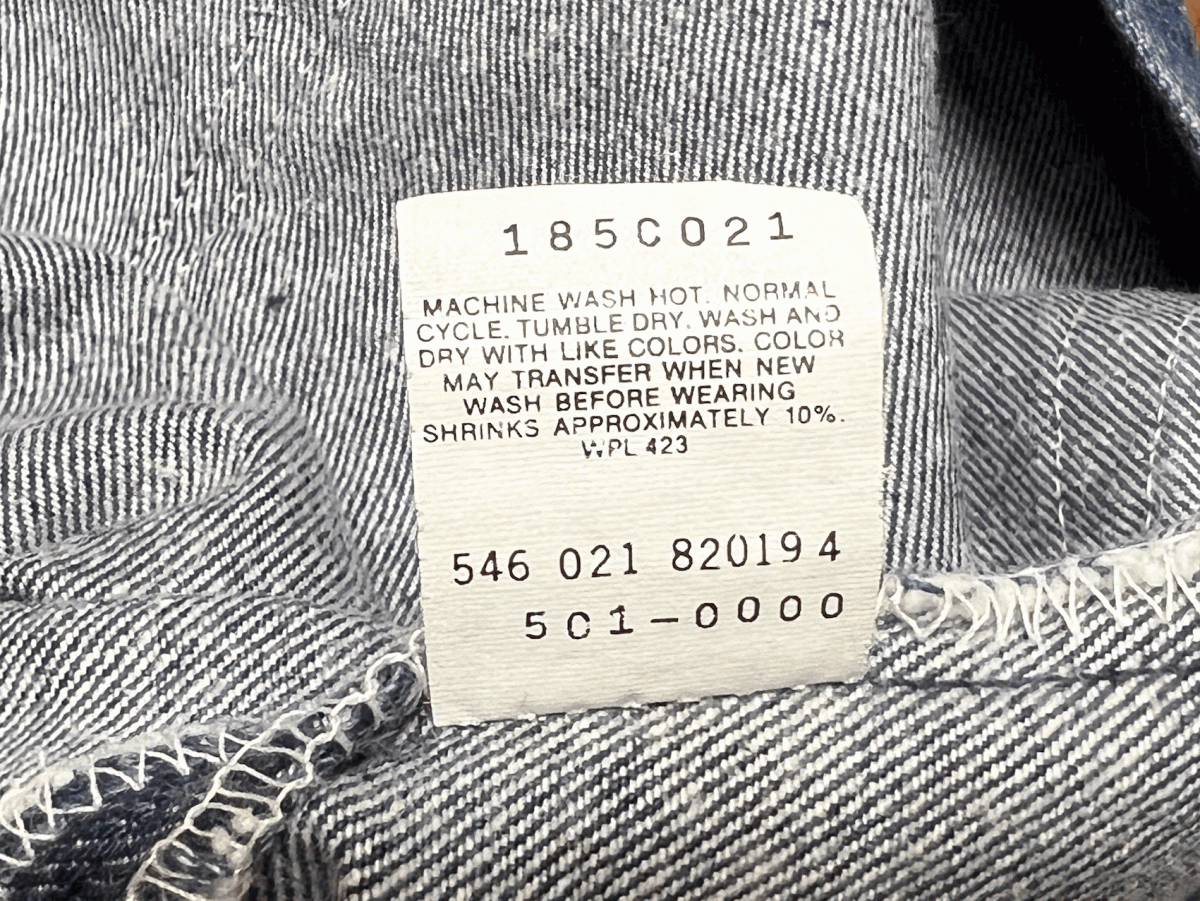 185C021
MACHINE WASH HOT. NORMAL
CYCLE. TUMBLE DRY. WASH AND
DRY WITH LIKE COLORS. COLOR
MAY TRANSFER WHEN NEW
WASH BEFORE WEARING
SHRINKS APPROXIMATELY 10%.
WPL 423
546 021 820194
501-0000